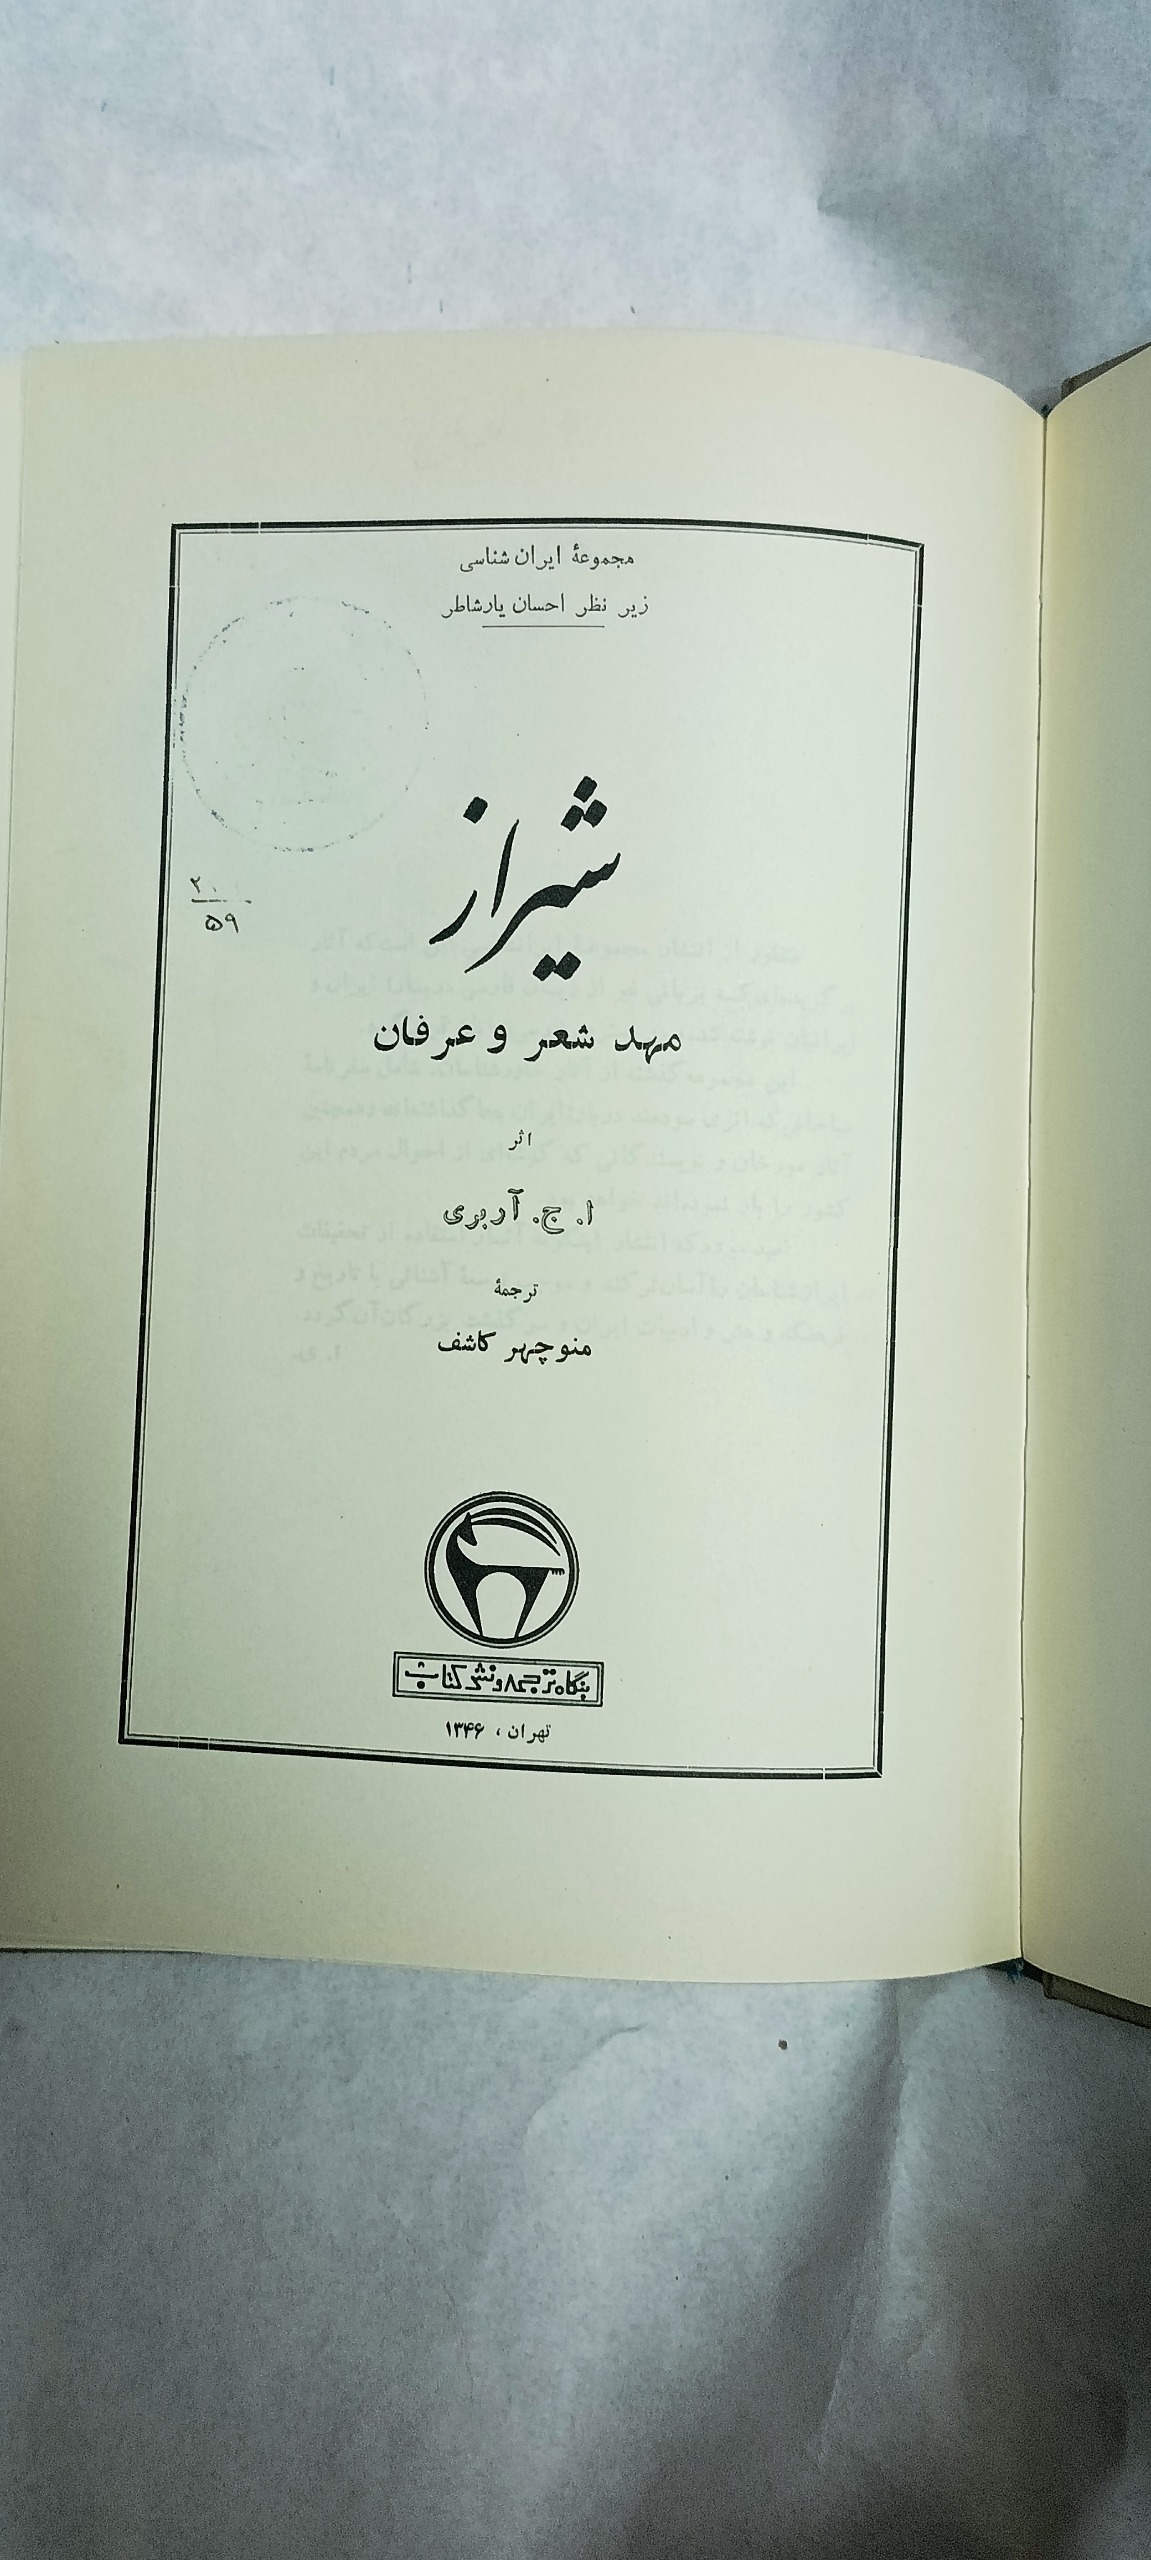 مجموعهٔ ایران شناسی
زیر نظر احسان یارشاطر
شیراز
مهد شعر و عرفان
اثر
ا. ج. آربری
ترجمهٔ
منوچهر کاشف
بنگاه ترجمه و نشر کتاب
تهران ، ۱۳۴۶
۲۰
۵۹